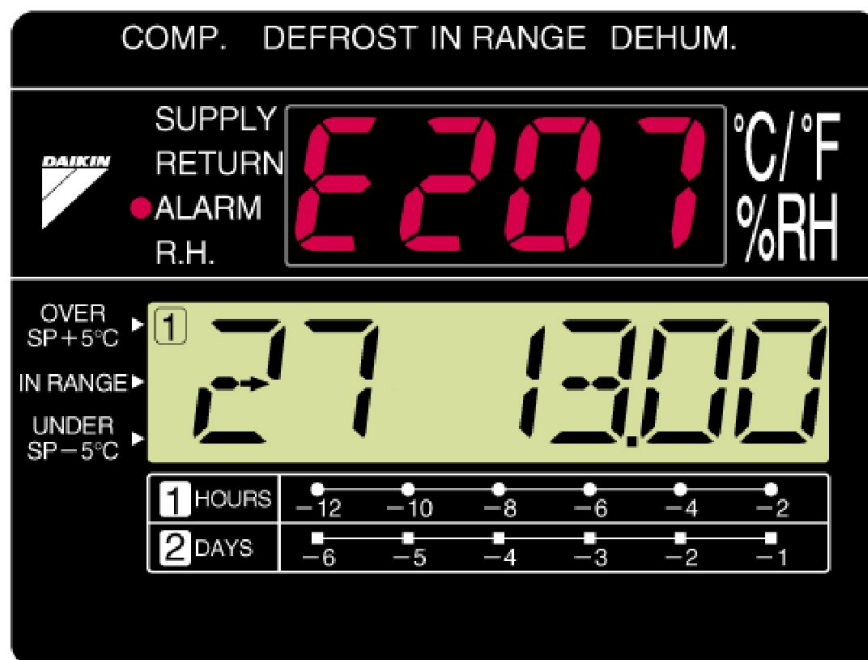 COMP. DEFROST IN RANGE DEHUM.
SUPPLY
RETURN
ALARM
R.H.
DAIKIN
E207
°C/°F
%RH
OVER
SP+5°C
IN RANGE
UNDER
SP−5°C
1
27 13.00
1 HOURS −12 −10 −8 −6 −4 −2
2 DAYS −6 −5 −4 −3 −2 −1